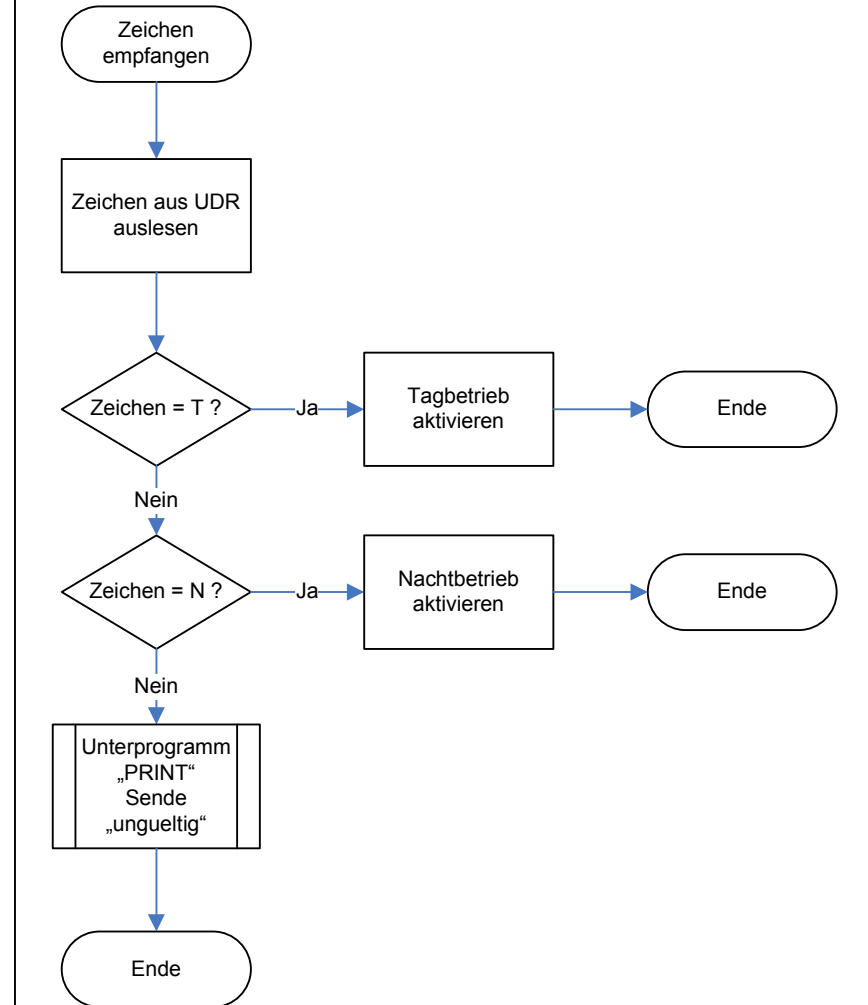 Zeichen
empfangen
Zeichen aus UDR
auslesen
Zeichen = T ?
Ja
Tagbetrieb
aktivieren
Ende
Nein
Zeichen = N ?
Ja
Nachtbetrieb
aktivieren
Ende
Nein
Unterprogramm
„PRINT“
Sende
„ungueltig“
Ende